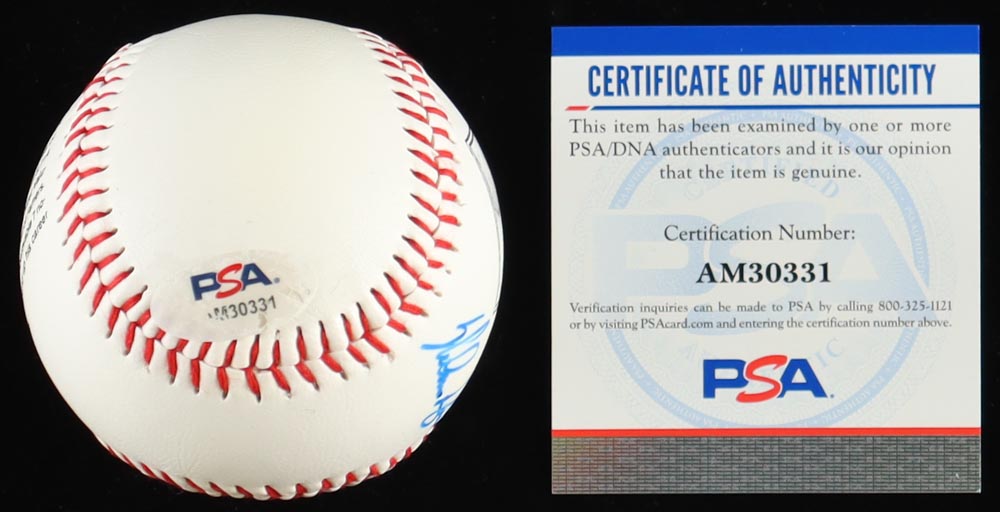 his career
PSA
AM30331
CERTIFICATE OF AUTHENTICITY
This item has been examined by one or more
PSA/DNA authenticators and it is our opinion
that the item is genuine.
Certification Number:
AM30331
Verification inquiries can be made to PSA by calling 800-325-1121
or by visiting PSAcard.com and entering the certification number above.
PSA